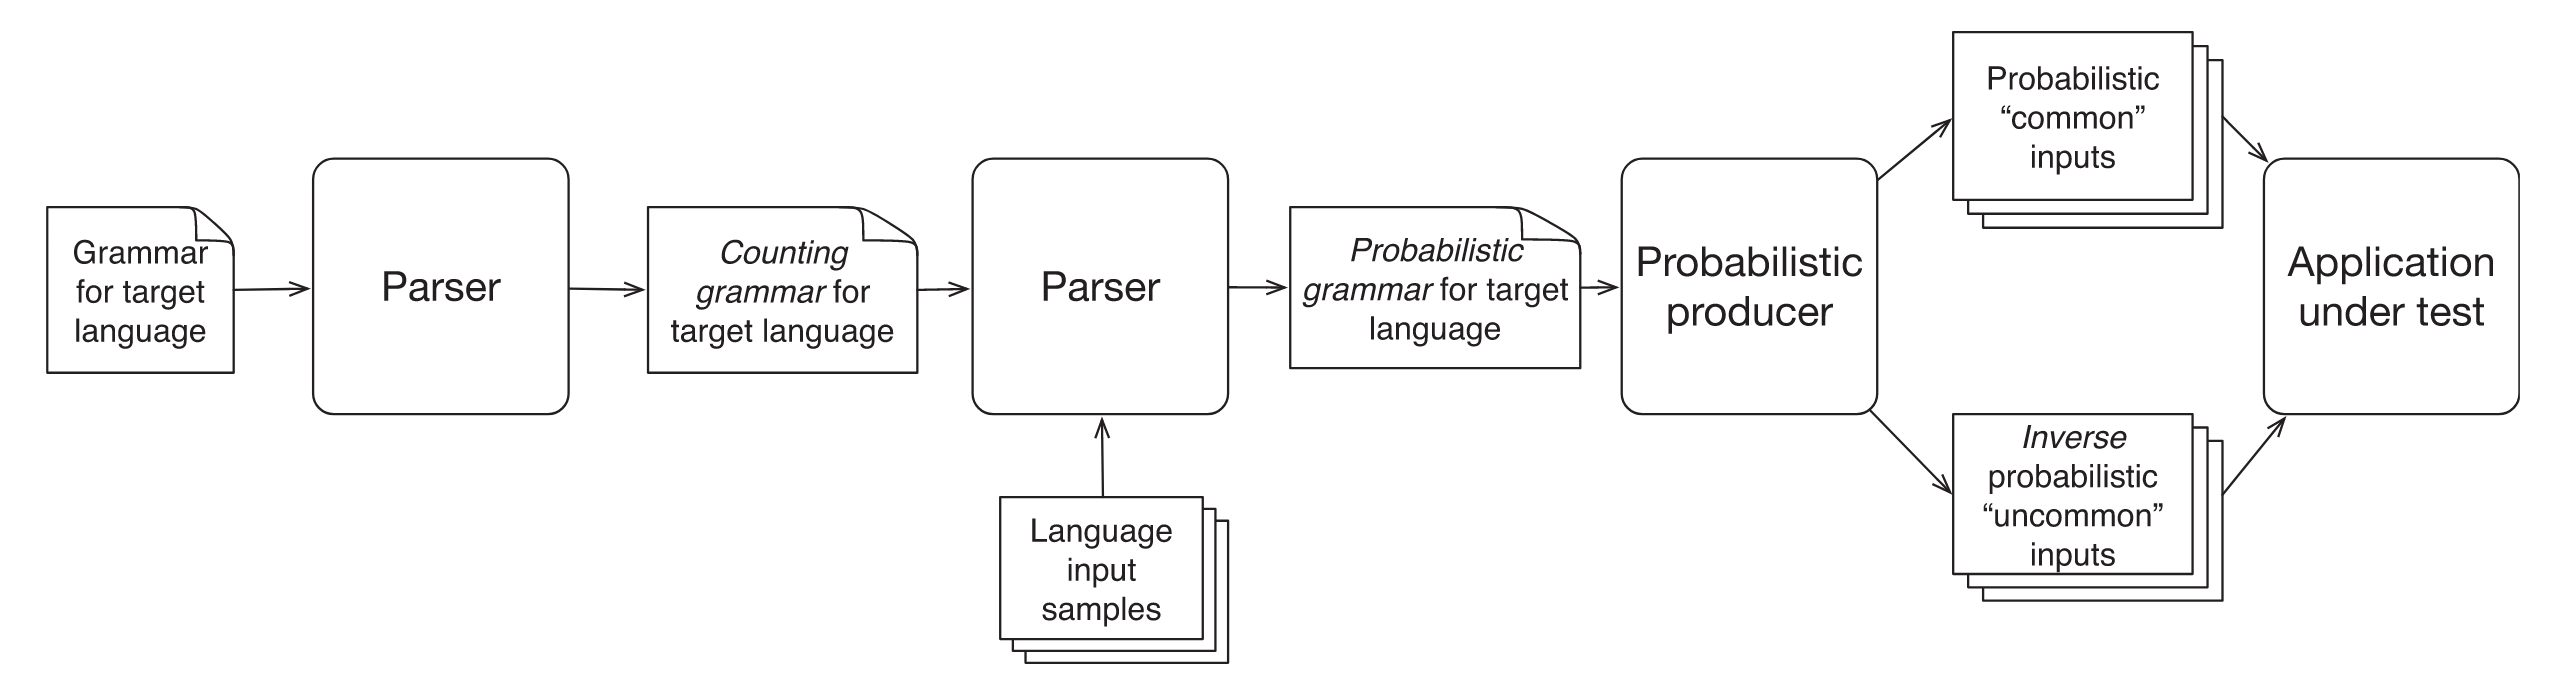 Grammar
for target
language
Parser
Counting
grammar for
target language
Parser
Language
input
samples
Probabilistic
grammar for target
language
Probabilistic
producer
Probabilistic
“common”
inputs
Inverse
probabilistic
“uncommon”
inputs
Application
under test